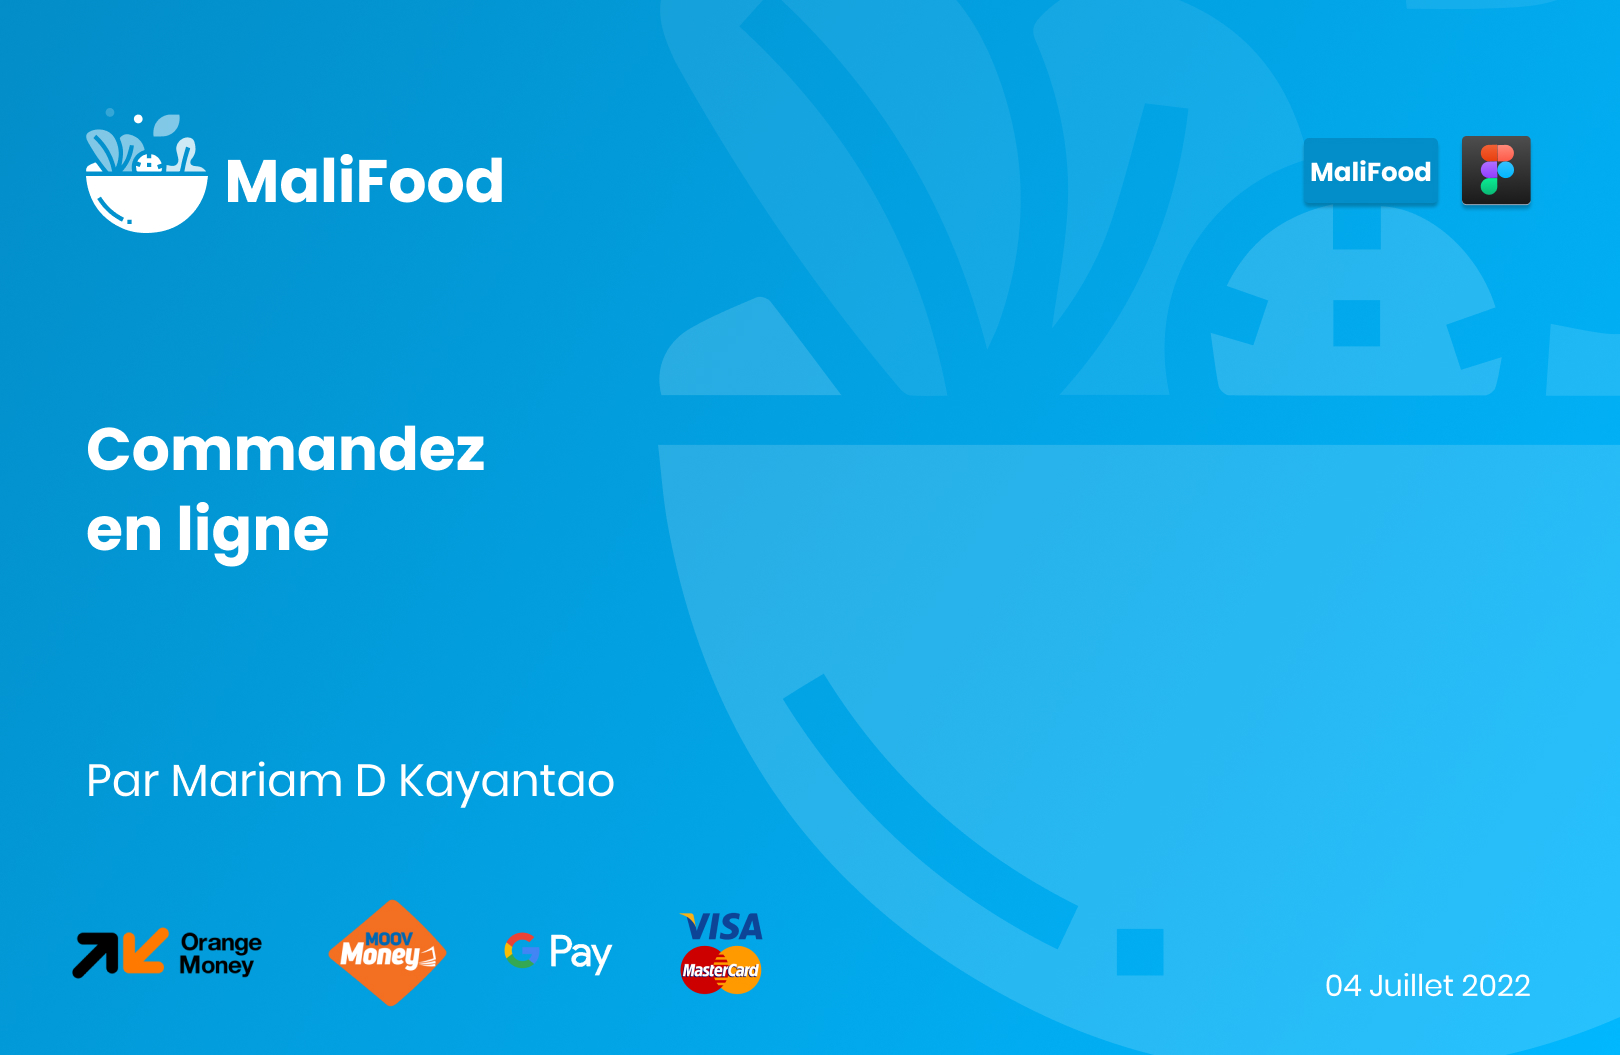 MaliFood
MaliFood
Commandez
en ligne
Par Mariam D Kayantao
Orange
Money
MOOV
Money
G Pay
VISA
MasterCard
04 Juillet 2022